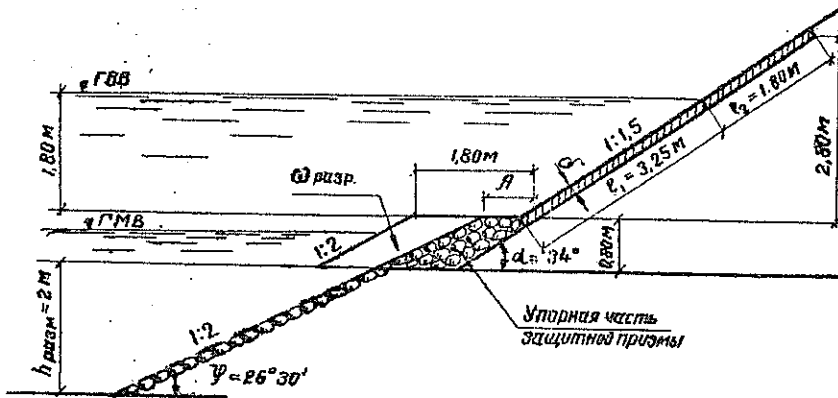 ГВВ
1,80 м
1:1,5
δ
ℓ₂ = 1.80 м
ℓ₁ = 3,25 м
2,80 м
1,80 м
А
ω разр.
ГМВ
1:2
α = 34°
0,80 м
h разм = 2 м
1:2
Упорная часть
защитной призмы
φ = 26° 30'